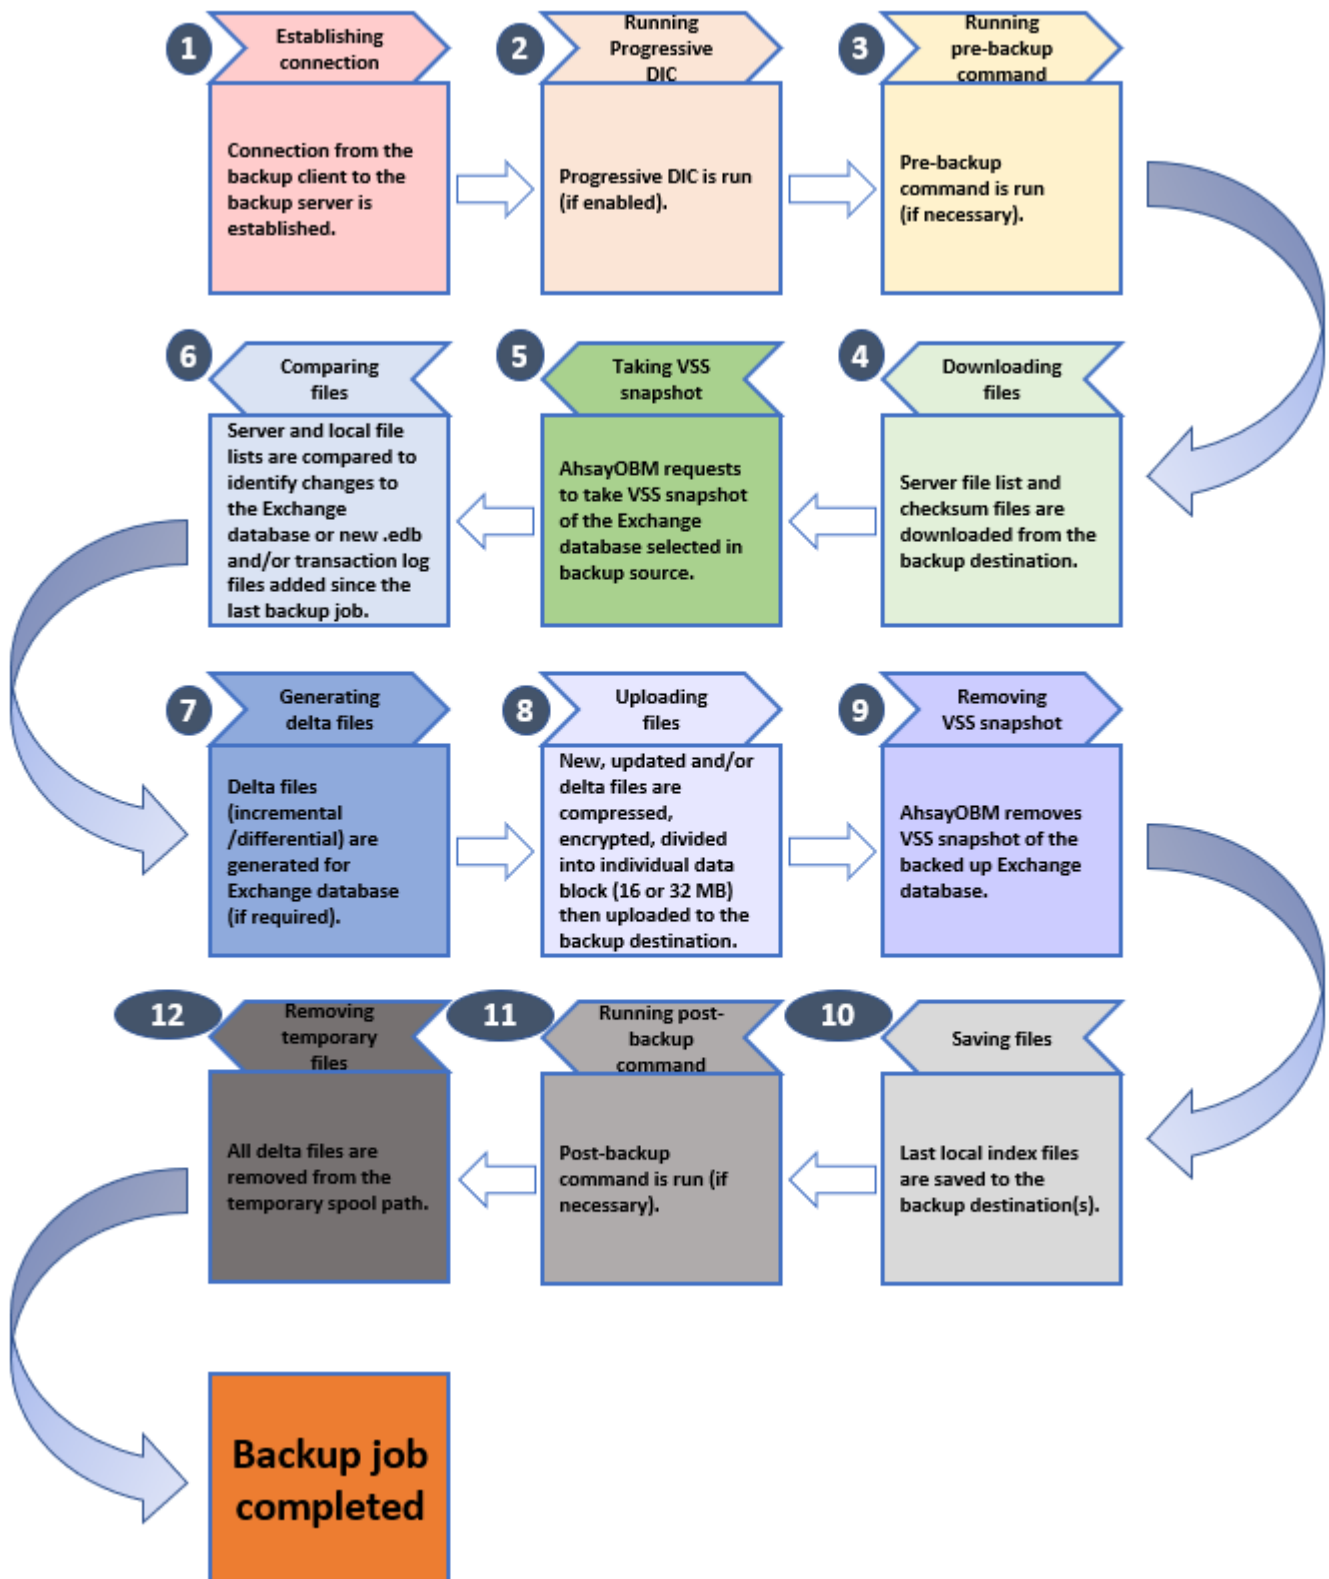 1
Establishing
connection
Connection from the
backup client to the
backup server is
established.
2
Running
Progressive
DIC
Progressive DIC is run
(if enabled).
3
Running
pre-backup
command
Pre-backup
command is run
(if necessary).
4
Downloading
files
Server file list and
checksum files are
downloaded from the
backup destination.
5
Taking VSS
snapshot
AhsayOBM requests
to take VSS snapshot
of the Exchange
database selected in
backup source.
6
Comparing
files
Server and local file
lists are compared to
identify changes to
the Exchange
database or new .edb
and/or transaction log
files added since the
last backup job.
7
Generating
delta files
Delta files
(incremental
/differential) are
generated for
Exchange database
(if required).
8
Uploading
files
New, updated and/or
delta files are
compressed,
encrypted, divided
into individual data
block (16 or 32 MB)
then uploaded to the
backup destination.
9
Removing
VSS snapshot
AhsayOBM removes
VSS snapshot of the
backed up Exchange
database.
10
Saving files
Last local index files
are saved to the
backup destination(s).
11
Running post-
backup
command
Post-backup
command is run (if
necessary).
12
Removing
temporary
files
All delta files are
removed from the
temporary spool path.
Backup job
completed